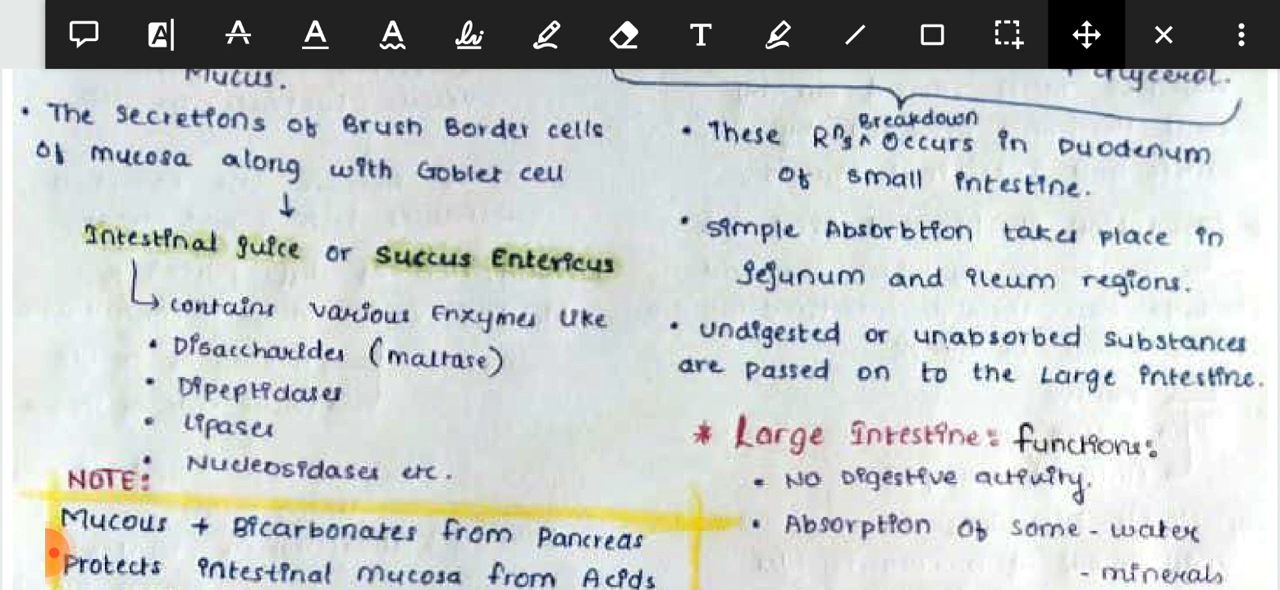 Mucus.
• The Secretions of Brush Border cells
of mucosa along with Goblet cell
↓
Intestinal juice or Succus Entericus
↳ contains various Enzymes like
• Disaccharides (maltase)
• Dipeptidases
• Lipases
• Nucleosidases etc.
NOTE:
Mucous + Bicarbonates from Pancreas
Protects intestinal mucosa from Acids
+ Glycerol.
Breakdown
• These Rns ^ Occurs in Duodenum
of small intestine.
• Simple Absorbtion takes place in
Jejunum and ileum regions.
• undigested or unabsorbed Substances
are passed on to the Large intestine.
* Large Intestine: functions:
• NO Digestive activity.
• Absorption of some - water
- minerals